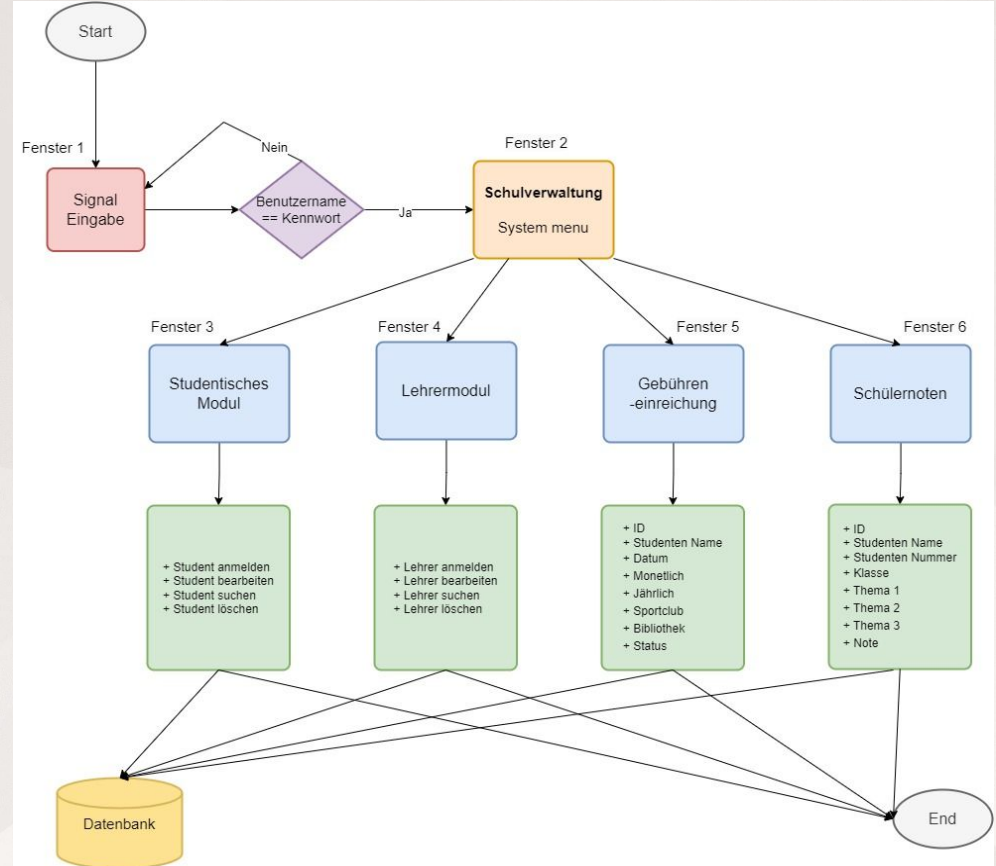 Start
Fenster 1
Signal
Eingabe
Nein
Benutzername
== Kennwort
Ja
Fenster 2
Schulverwaltung
System menu
Fenster 3
Studentisches
Modul
Fenster 4
Lehrermodul
Fenster 5
Gebühren
-einreichung
Fenster 6
Schülernoten
+ Student anmelden
+ Student bearbeiten
+ Student suchen
+ Student löschen
+ Lehrer anmelden
+ Lehrer bearbeiten
+ Lehrer suchen
+ Lehrer löschen
+ ID
+ Studenten Name
+ Datum
+ Monetlich
+ Jährlich
+ Sportclub
+ Bibliothek
+ Status
+ ID
+ Studenten Name
+ Studenten Nummer
+ Klasse
+ Thema 1
+ Thema 2
+ Thema 3
+ Note
Datenbank
End